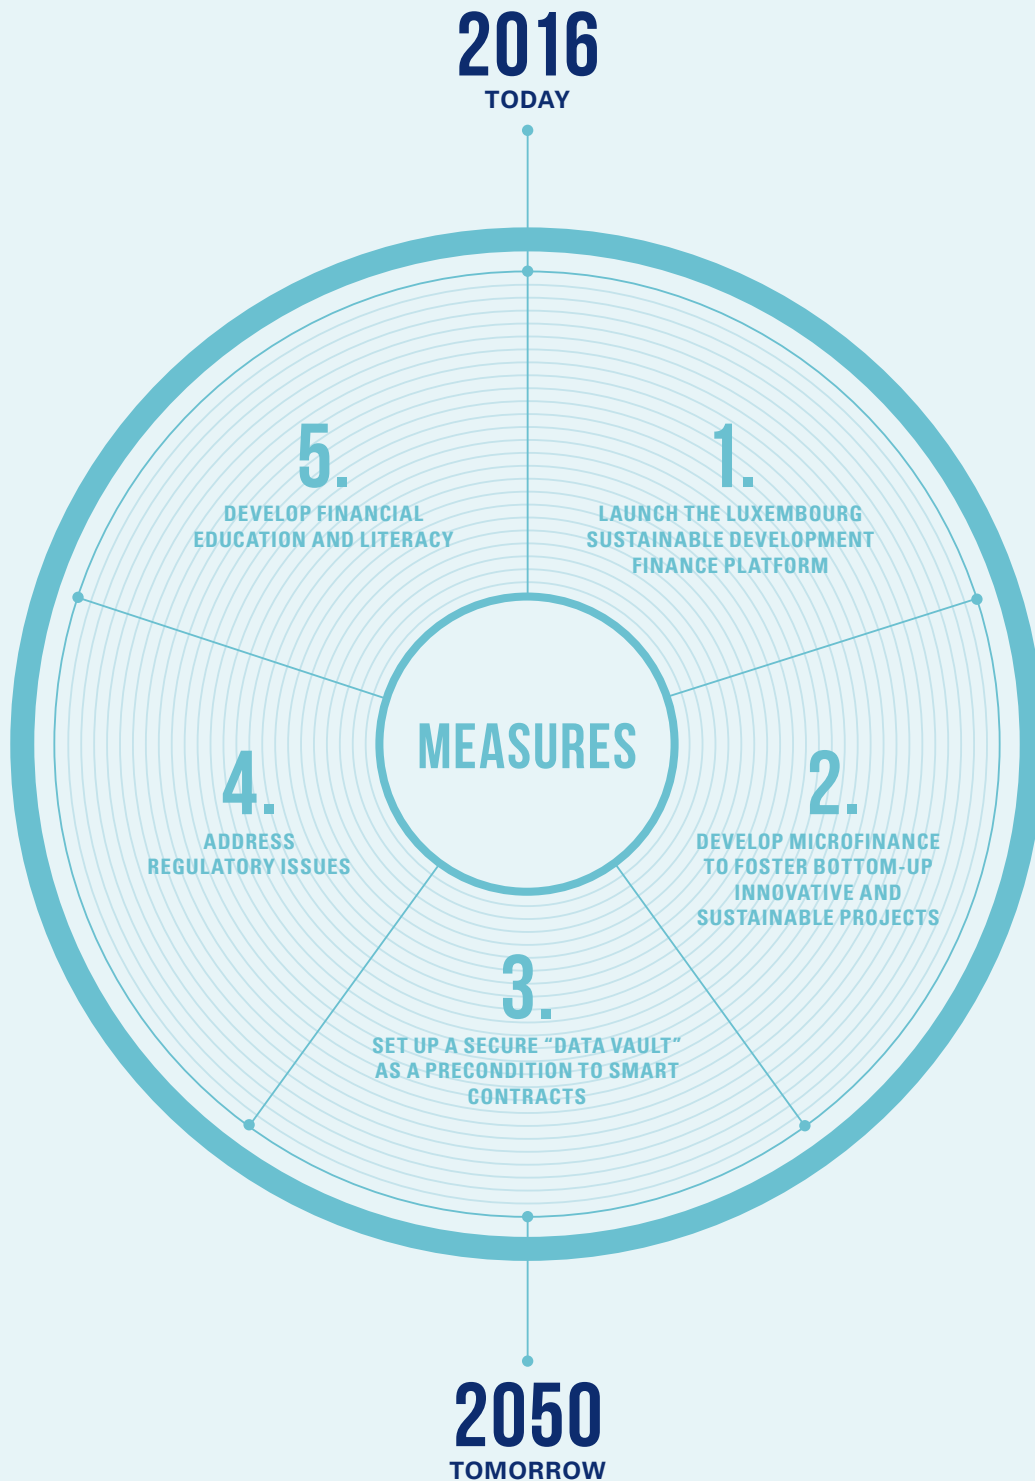 2016
TODAY
1.
LAUNCH THE LUXEMBOURG
SUSTAINABLE DEVELOPMENT
FINANCE PLATFORM
2.
DEVELOP MICROFINANCE
TO FOSTER BOTTOM-UP
INNOVATIVE AND
SUSTAINABLE PROJECTS
3.
SET UP A SECURE “DATA VAULT”
AS A PRECONDITION TO SMART
CONTRACTS
4.
ADDRESS
REGULATORY ISSUES
5.
DEVELOP FINANCIAL
EDUCATION AND LITERACY
MEASURES
2050
TOMORROW